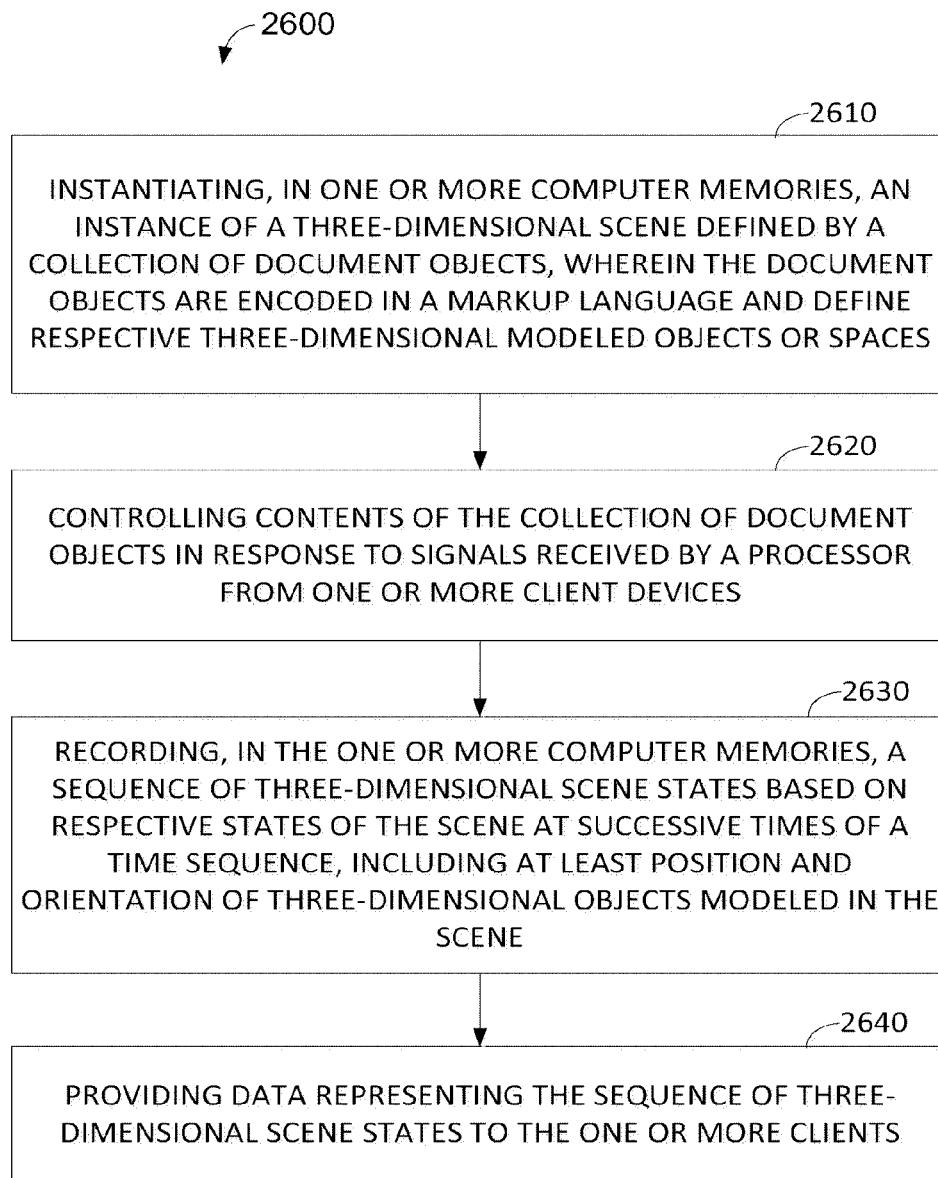 2600
2610
INSTANTIATING, IN ONE OR MORE COMPUTER MEMORIES, AN
INSTANCE OF A THREE-DIMENSIONAL SCENE DEFINED BY A
COLLECTION OF DOCUMENT OBJECTS, WHEREIN THE DOCUMENT
OBJECTS ARE ENCODED IN A MARKUP LANGUAGE AND DEFINE
RESPECTIVE THREE-DIMENSIONAL MODELED OBJECTS OR SPACES
2620
CONTROLLING CONTENTS OF THE COLLECTION OF DOCUMENT
OBJECTS IN RESPONSE TO SIGNALS RECEIVED BY A PROCESSOR
FROM ONE OR MORE CLIENT DEVICES
2630
RECORDING, IN THE ONE OR MORE COMPUTER MEMORIES, A
SEQUENCE OF THREE-DIMENSIONAL SCENE STATES BASED ON
RESPECTIVE STATES OF THE SCENE AT SUCCESSIVE TIMES OF A
TIME SEQUENCE, INCLUDING AT LEAST POSITION AND
ORIENTATION OF THREE-DIMENSIONAL OBJECTS MODELED IN THE
SCENE
2640
PROVIDING DATA REPRESENTING THE SEQUENCE OF THREE-
DIMENSIONAL SCENE STATES TO THE ONE OR MORE CLIENTS